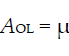 AOL = μ